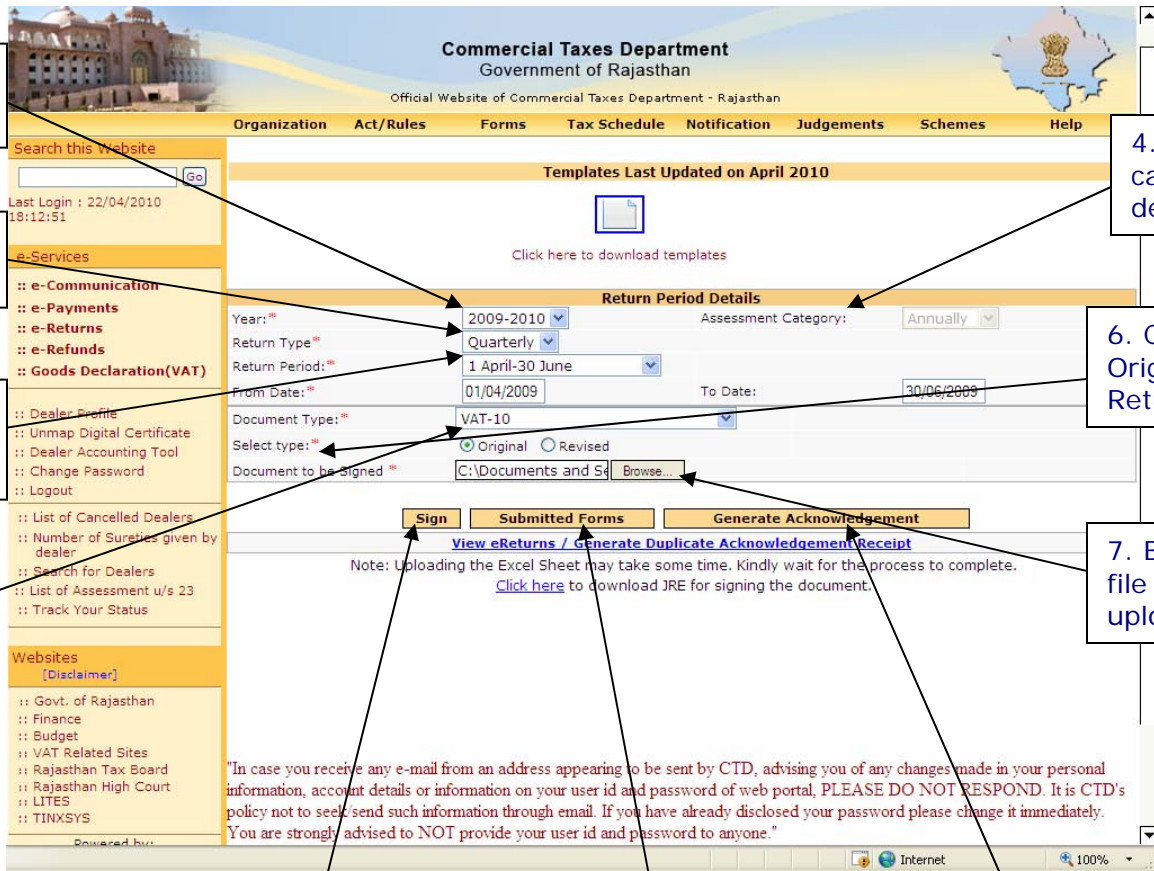 Commercial Taxes Department
Government of Rajasthan
Official Website of Commercial Taxes Department - Rajasthan
Organization Act/Rules Forms Tax Schedule Notification Judgements Schemes Help
Search this Website
Go
Last Login : 22/04/2010
18:12:51
e-Services
:: e-Communication
:: e-Payments
:: e-Returns
:: e-Refunds
:: Goods Declaration(VAT)
:: Dealer Profile
:: Unmap Digital Certificate
:: Dealer Accounting Tool
:: Change Password
:: Logout
:: List of Cancelled Dealers
:: Number of Sureties given by
dealer
:: Search for Dealers
:: List of Assessment u/s 23
:: Track Your Status
Websites
[Disclaimer]
:: Govt. of Rajasthan
:: Finance
:: Budget
:: VAT Related Sites
:: Rajasthan Tax Board
:: Rajasthan High Court
:: LITES
:: TINXSYS
Powered by:
Templates Last Updated on April 2010
Click here to download templates
Return Period Details
Year:* 2009-2010 Assessment Category: Annually
Return Type* Quarterly
Return Period:* 1 April-30 June
From Date:* 01/04/2009 To Date: 30/06/2009
Document Type:* VAT-10
Select type:* Original Revised
Document to be Signed * C:\Documents and Se Browse...
Sign Submitted Forms Generate Acknowledgement
View eReturns / Generate Duplicate Acknowledgement Receipt
Note: Uploading the Excel Sheet may take some time. Kindly wait for the process to complete.
Click here to download JRE for signing the document.
"In case you receive any e-mail from an address appearing to be sent by CTD, advising you of any changes made in your personal
information, account details or information on your user id and password of web portal, PLEASE DO NOT RESPOND. It is CTD's
policy not to seek/send such information through email. If you have already disclosed your password please change it immediately.
You are strongly advised to NOT provide your user id and password to anyone."
Internet 100%
4.
ca
de
6.
Orig
Ret
7.
file
uplo